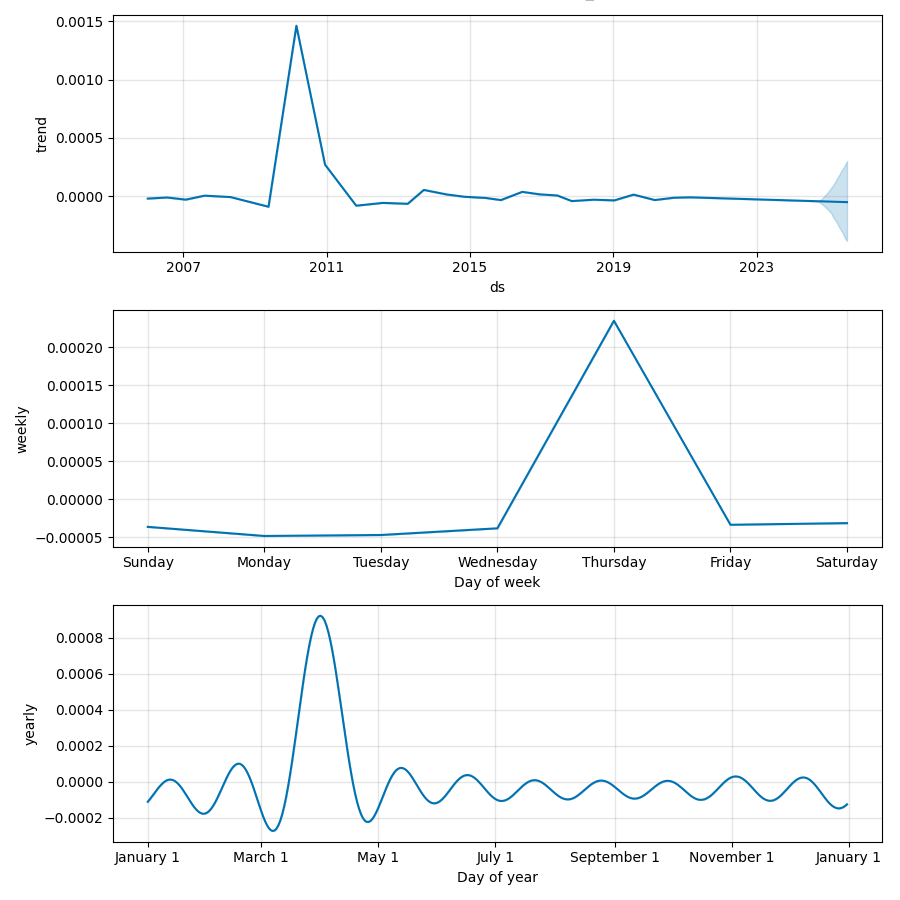 0.0015
0.0010
0.0005
0.0000
trend
2007 2011 2015 2019 2023
ds
0.00020
0.00015
0.00010
0.00005
0.00000
−0.00005
weekly
Sunday Monday Tuesday Wednesday Thursday Friday Saturday
Day of week
0.0008
0.0006
0.0004
0.0002
0.0000
−0.0002
yearly
January 1 March 1 May 1 July 1 September 1 November 1 January 1
Day of year